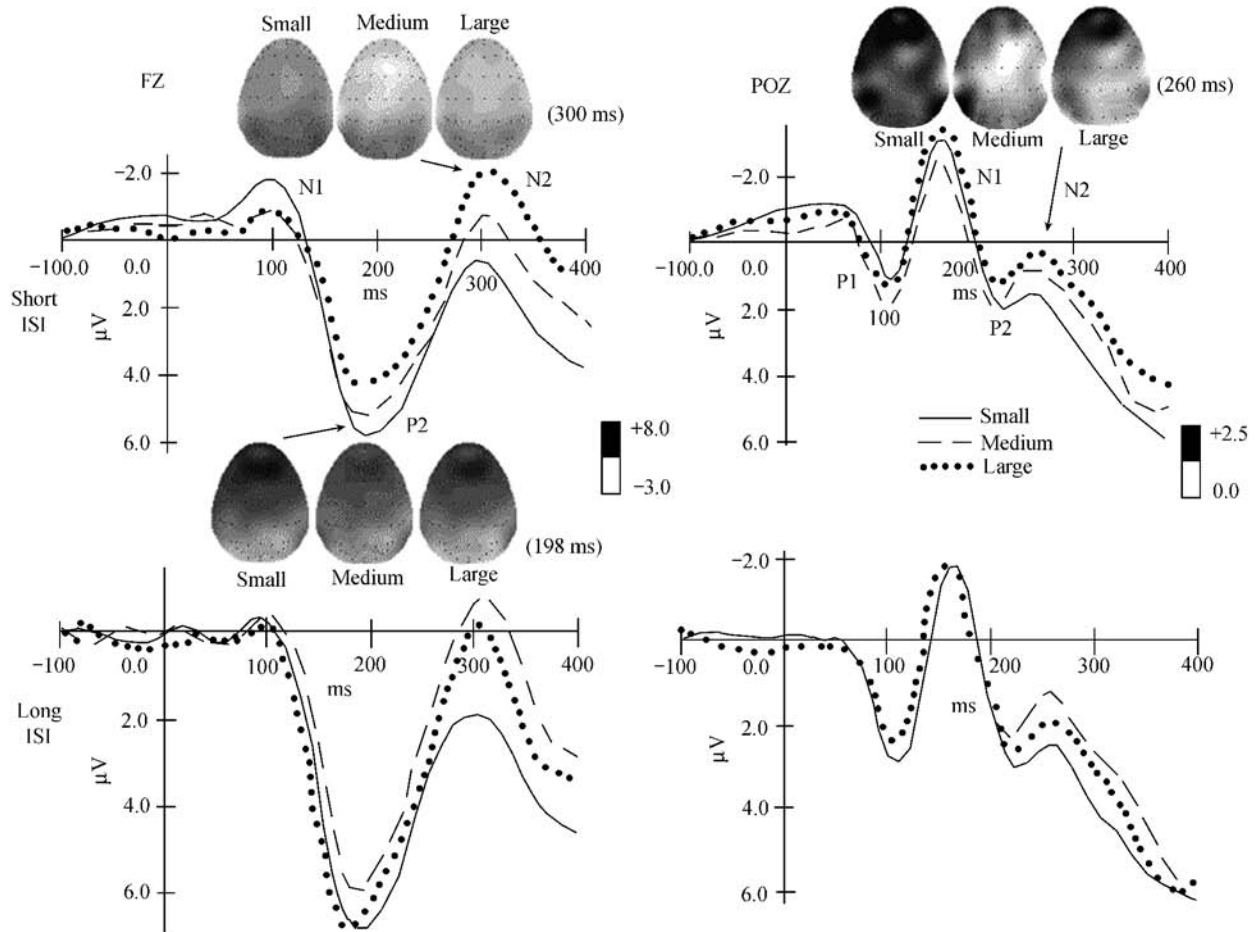 Small Medium Large
FZ
(300 ms)
−2.0
N1
N2
−100.0 0.0 100 200 300 400
ms
Short
ISI
2.0
µV
4.0
6.0
P2
+8.0
−3.0
(198 ms)
Small Medium Large
POZ
(260 ms)
Small Medium Large
−2.0
N1
N2
−100.0 0.0 200 300 400
P1
ms
100
2.0
P2
µV
4.0
6.0
Small
Medium
Large
+2.5
0.0
−100.0 0.0 100 200 300 400
ms
Long
ISI
2.0
µV
4.0
6.0
−2.0
−100.0 0.0 100 200 300 400
ms
2.0
µV
4.0
6.0